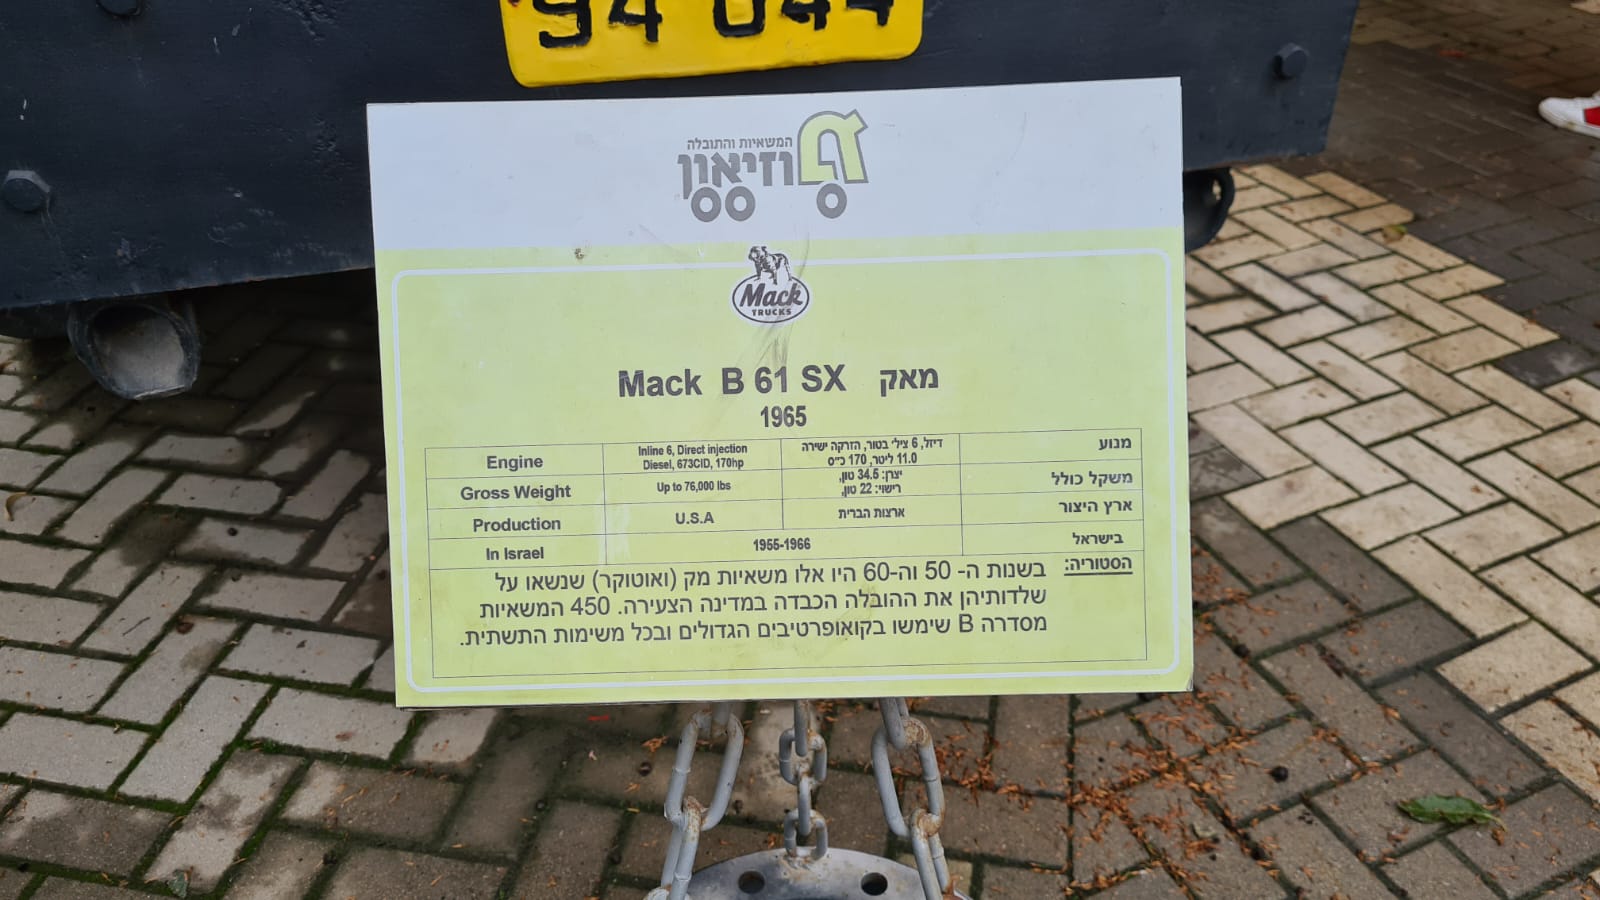 94 044
המשאיות והתובלה
מוזיאון
Mack
TRUCKS
Mack B 61 SX מאק
1965
Engine
Inline 6, Direct injection
Diesel, 673CID, 170hp
דיזל, 6 ציל' בטור, הזרקה ישירה
11.0 ליטר, 170 כ"ס
מנוע
Gross Weight
Up to 76,000 lbs
יצרן: 34.5 טון,
רישוי: 22 טון,
משקל כולל
Production
U.S.A
ארצות הברית
ארץ היצור
In Israel
1955-1966
בישראל
הסטוריה: בשנות ה- 50 וה-60 היו אלו משאיות מק (ואוטוקר) שנשאו על
שלדותיהן את ההובלה הכבדה במדינה הצעירה. 450 המשאיות
מסדרה B שימשו בקואופרטיבים הגדולים ובכל משימות התשתית.